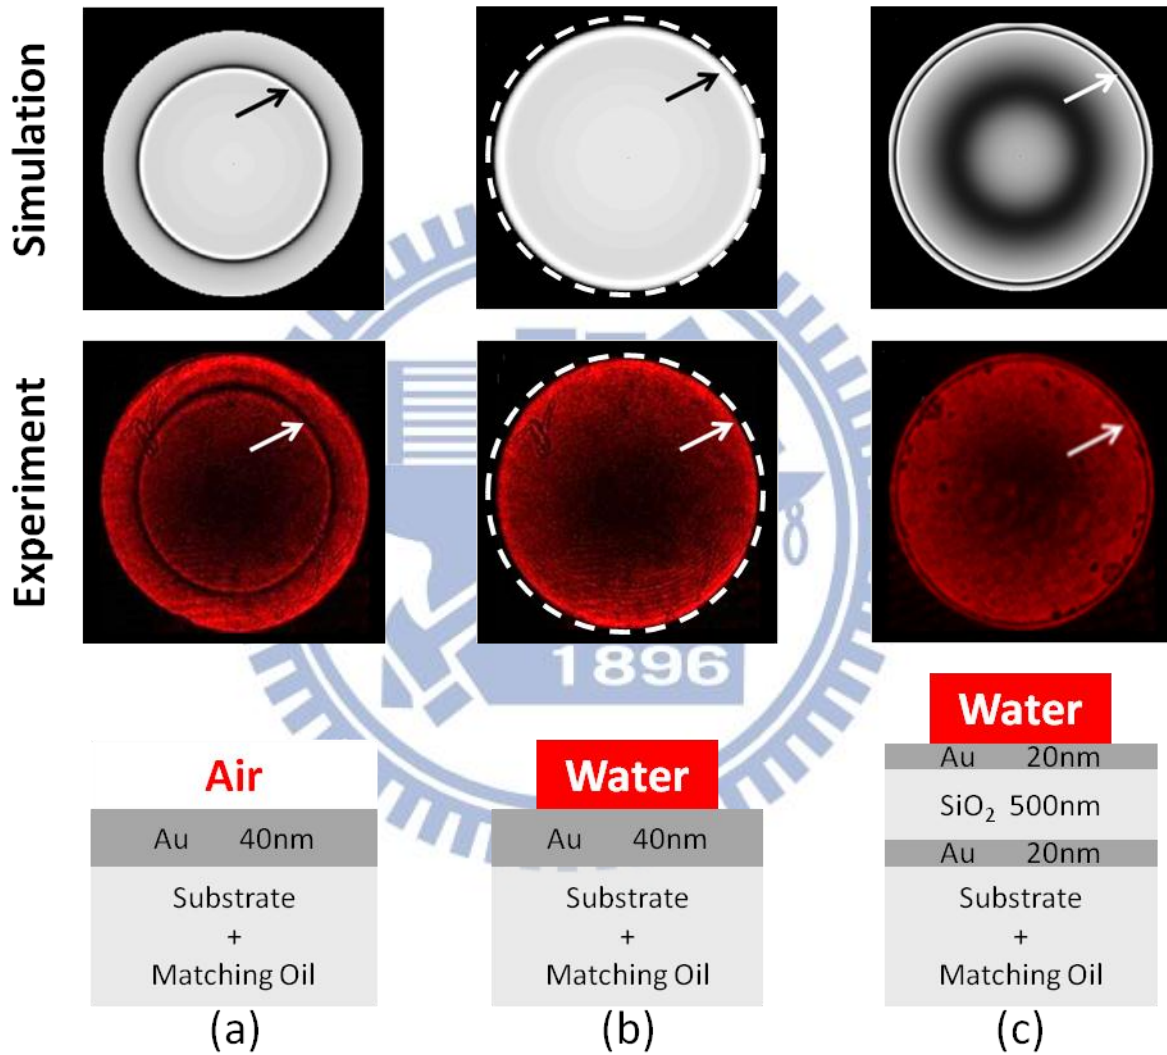 Simulation
Experiment
1896
8
Air
Au 40nm
Substrate
+
Matching Oil
(a)
Water
Au 40nm
Substrate
+
Matching Oil
(b)
Water
Au 20nm
SiO₂ 500nm
Au 20nm
Substrate
+
Matching Oil
(c)